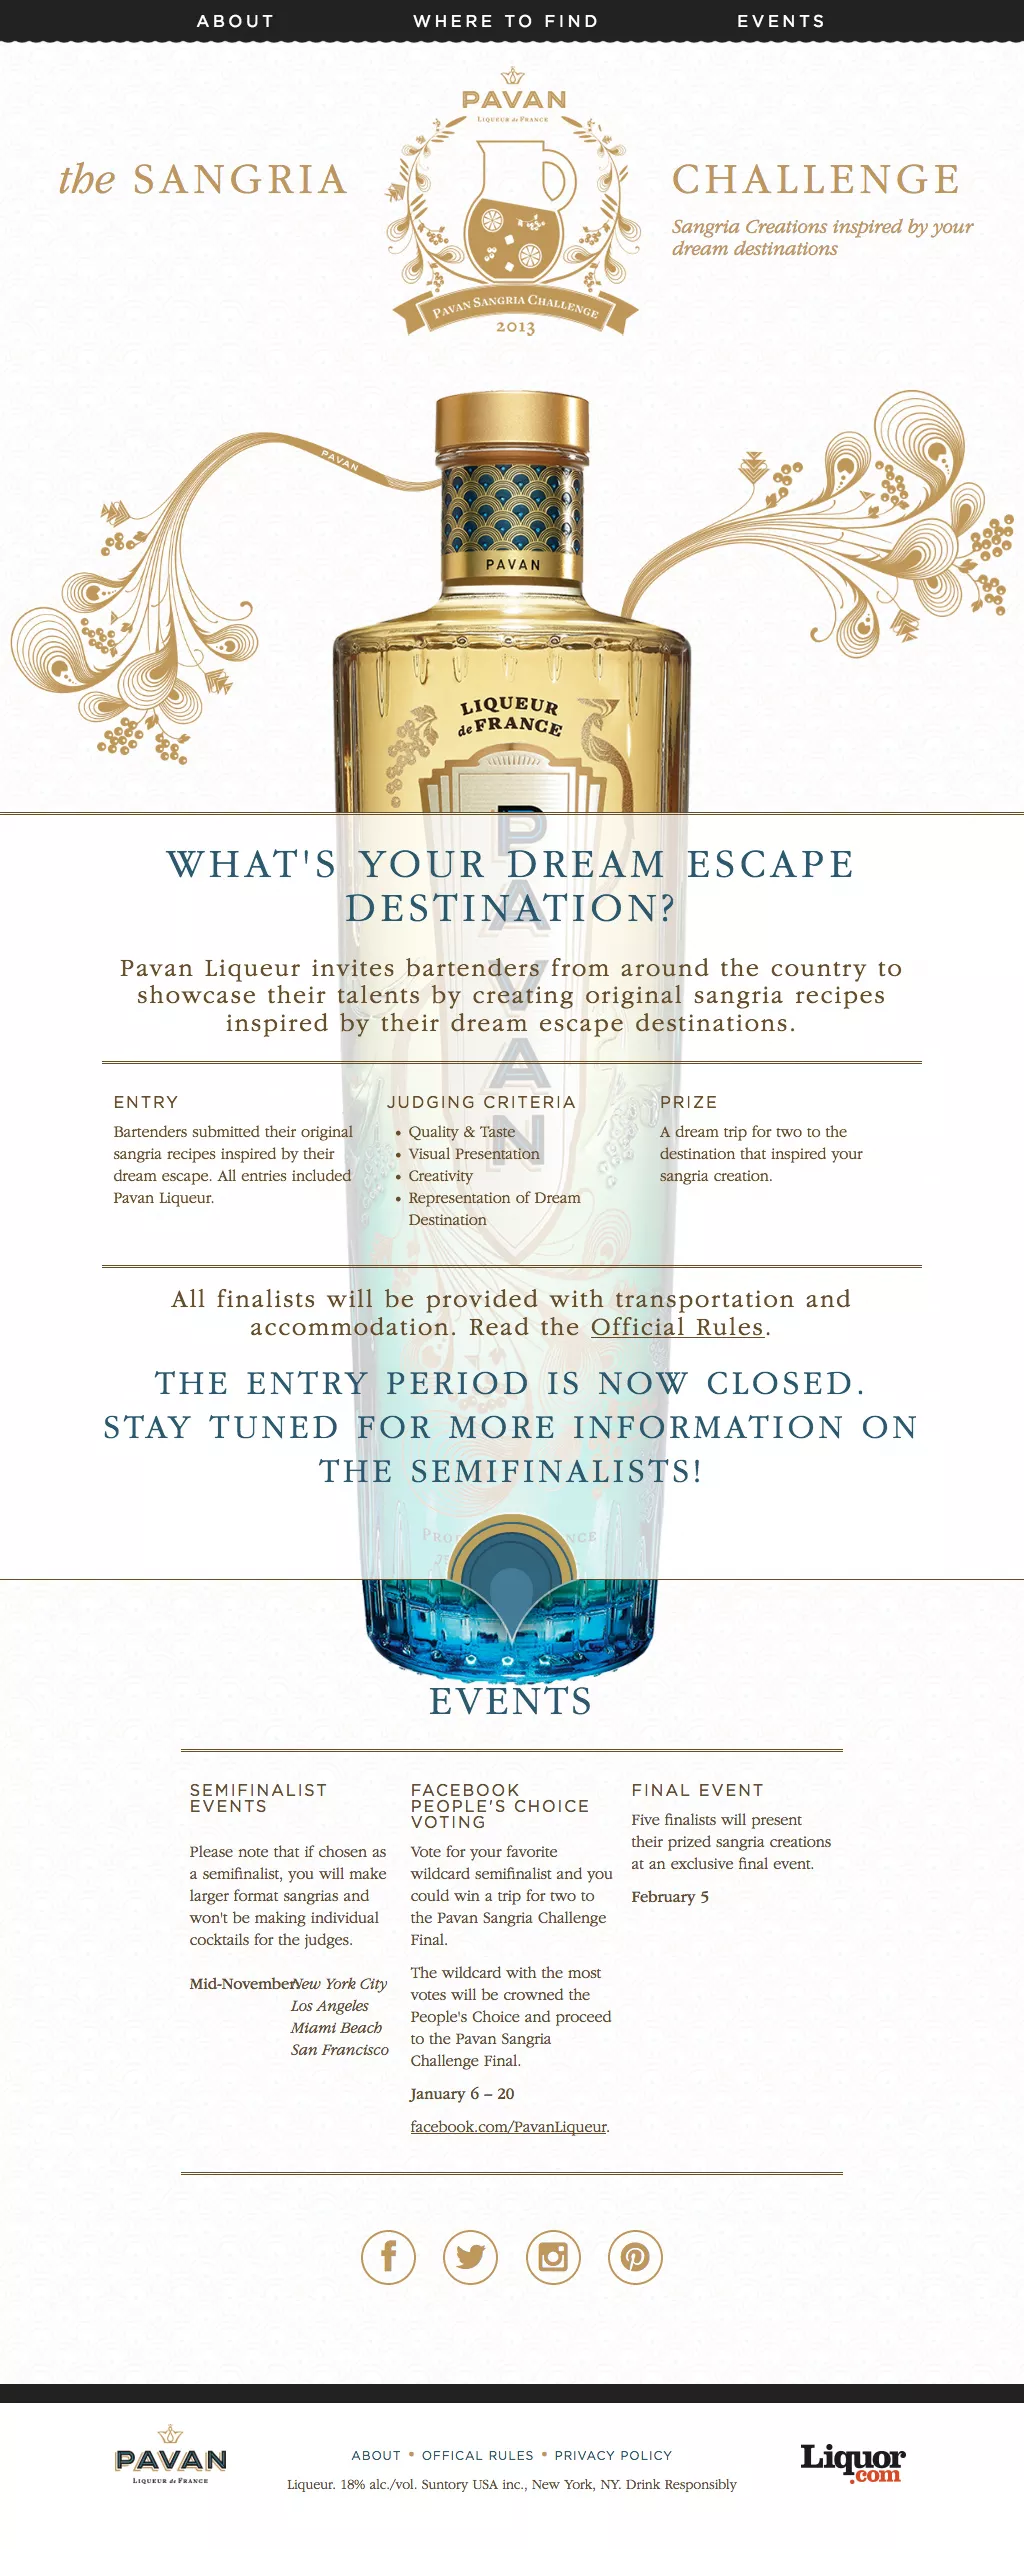 ABOUT
WHERE TO FIND
EVENTS
PAVAN
LIQUEUR de FRANCE
the SANGRIA
CHALLENGE
Sangria Creations inspired by your
dream destinations
PAVAN SANGRIA CHALLENGE
2013
PAVAN
PAVAN
LIQUEUR
de FRANCE
PAVAN
WHAT'S YOUR DREAM ESCAPE
DESTINATION?
Pavan Liqueur invites bartenders from around the country to
showcase their talents by creating original sangria recipes
inspired by their dream escape destinations.
ENTRY
Bartenders submitted their original
sangria recipes inspired by their
dream escape. All entries included
Pavan Liqueur.
JUDGING CRITERIA
• Quality & Taste
• Visual Presentation
• Creativity
• Representation of Dream
Destination
PRIZE
A dream trip for two to the
destination that inspired your
sangria creation.
All finalists will be provided with transportation and
accommodation. Read the Official Rules.
THE ENTRY PERIOD IS NOW CLOSED.
STAY TUNED FOR MORE INFORMATION ON
THE SEMIFINALISTS!
EVENTS
SEMIFINALIST
EVENTS
Please note that if chosen as
a semifinalist, you will make
larger format sangrias and
won't be making individual
cocktails for the judges.
Mid-November New York City
Los Angeles
Miami Beach
San Francisco
FACEBOOK
PEOPLE'S CHOICE
VOTING
Vote for your favorite
wildcard semifinalist and you
could win a trip for two to
the Pavan Sangria Challenge
Final.
The wildcard with the most
votes will be crowned the
People's Choice and proceed
to the Pavan Sangria
Challenge Final.
January 6 – 20
facebook.com/PavanLiqueur.
FINAL EVENT
Five finalists will present
their prized sangria creations
at an exclusive final event.
February 5
PAVAN
LIQUEUR de FRANCE
ABOUT • OFFICAL RULES • PRIVACY POLICY
Liqueur. 18% alc./vol. Suntory USA inc., New York, NY. Drink Responsibly
Liquor
.com